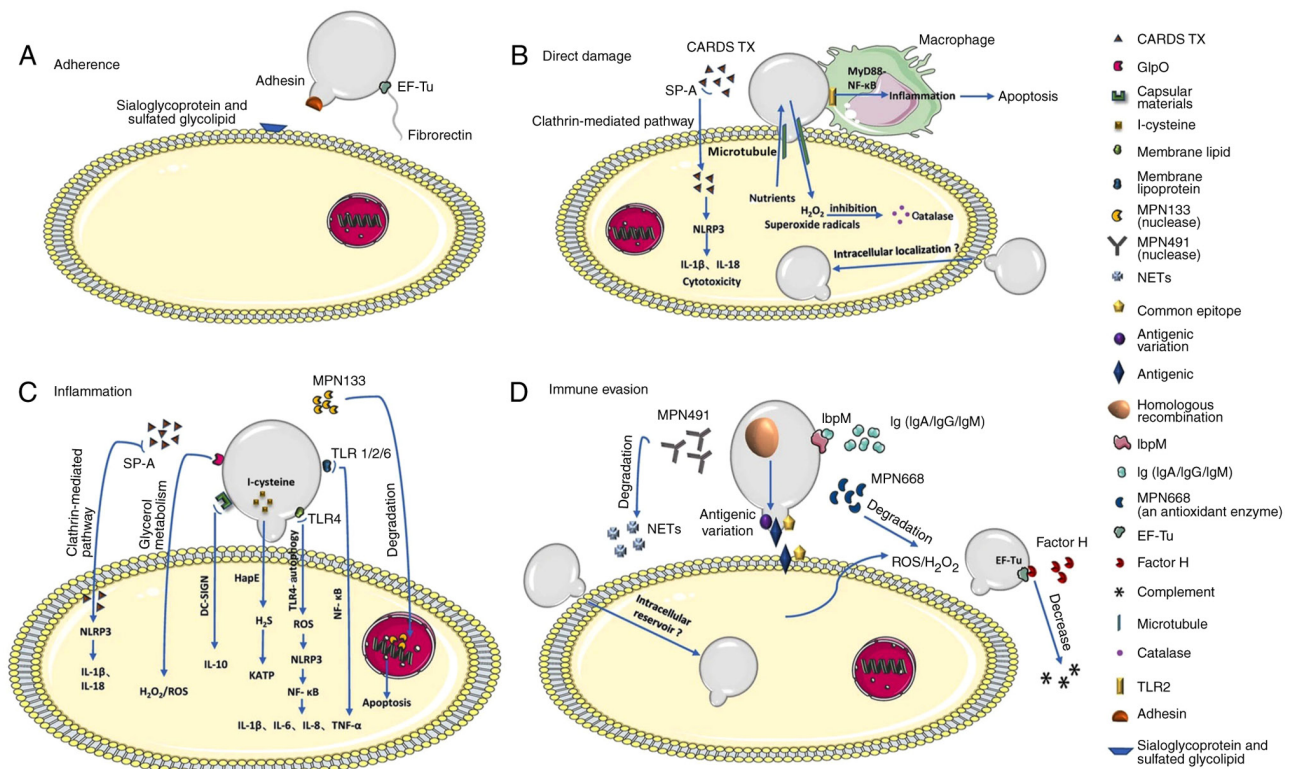 A
Adherence
Adhesin
EF-Tu
Sialoglycoprotein and
sulfated glycolipid
Fibrorectin
B
Direct damage
CARDS TX
Macrophage
SP-A
MyD88-
NF-κB
Inflammation
Apoptosis
Clathrin-mediated pathway
Microtubule
Nutrients
H₂O₂
inhibition
Catalase
Superoxide radicals
NLRP3
IL-1β、IL-18
Cytotoxicity
Intracellular localization ?
C
Inflammation
MPN133
SP-A
TLR 1/2/6
I-cysteine
TLR4
Clathrin-mediated
pathway
Glycerol
metabolism
Degradation
DC-SIGN
HapE
TLR4- autophagy
NF- κB
NLRP3
IL-1β、
IL-18
H₂O₂/ROS
IL-10
H₂S
KATP
ROS
NLRP3
NF- κB
IL-1β、IL-6、IL-8、TNF-α
Apoptosis
D
Immune evasion
MPN491
IbpM
Ig (IgA/IgG/IgM)
Degradation
NETs
Antigenic
variation
MPN668
Degradation
ROS/H₂O₂
EF-Tu
Factor H
Decrease
Intracellular
reservoir ?
CARDS TX
GlpO
Capsular
materials
I-cysteine
Membrane lipid
Membrane
lipoprotein
MPN133
(nuclease)
MPN491
(nuclease)
NETs
Common epitope
Antigenic
variation
Antigenic
Homologous
recombination
IbpM
Ig (IgA/IgG/IgM)
MPN668
(an antioxidant enzyme)
EF-Tu
Factor H
Complement
Microtubule
Catalase
TLR2
Adhesin
Sialoglycoprotein and
sulfated glycolipid